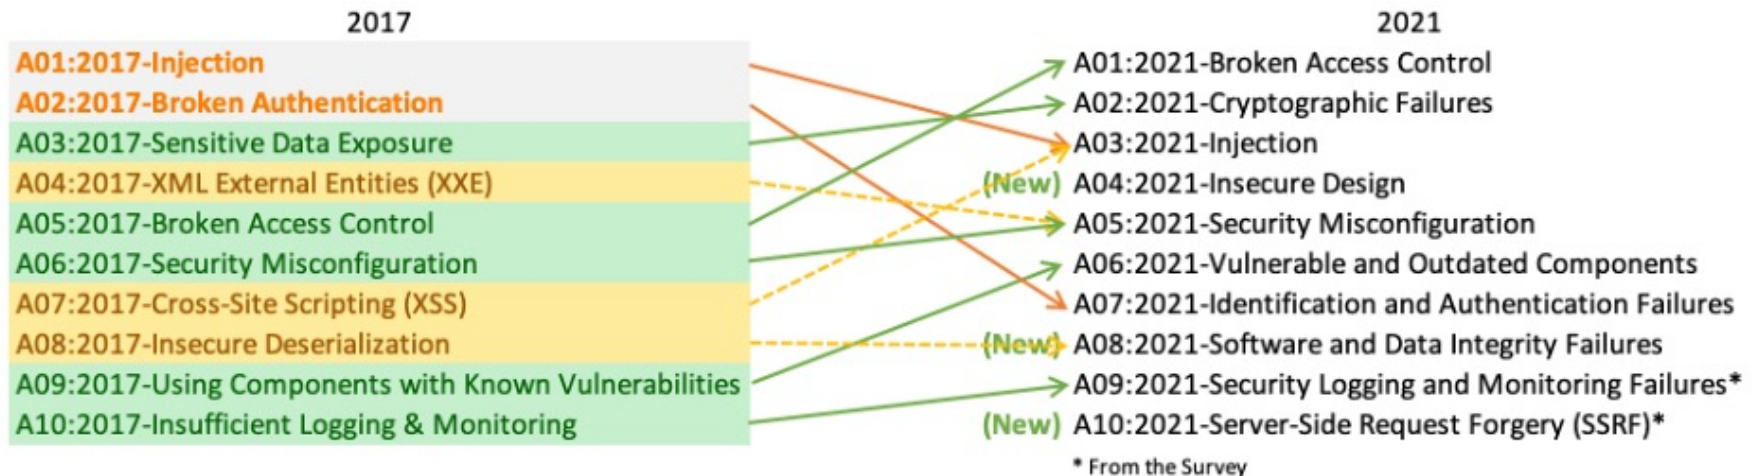 2017
2021
A01:2017-Injection
A02:2017-Broken Authentication
A03:2017-Sensitive Data Exposure
A04:2017-XML External Entities (XXE)
A05:2017-Broken Access Control
A06:2017-Security Misconfiguration
A07:2017-Cross-Site Scripting (XSS)
A08:2017-Insecure Deserialization
A09:2017-Using Components with Known Vulnerabilities
A10:2017-Insufficient Logging & Monitoring
A01:2021-Broken Access Control
A02:2021-Cryptographic Failures
A03:2021-Injection
(New) A04:2021-Insecure Design
A05:2021-Security Misconfiguration
A06:2021-Vulnerable and Outdated Components
A07:2021-Identification and Authentication Failures
(New) A08:2021-Software and Data Integrity Failures
A09:2021-Security Logging and Monitoring Failures*
(New) A10:2021-Server-Side Request Forgery (SSRF)*
* From the Survey